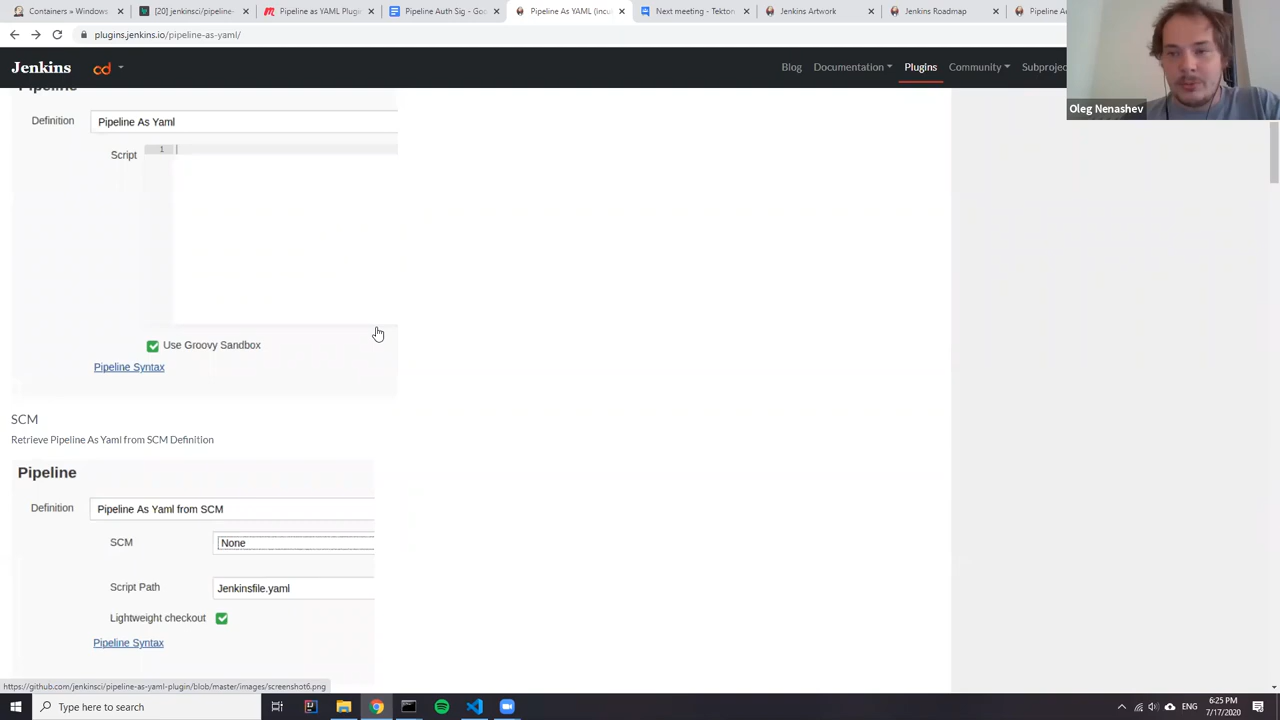 Containers » Windows
[2] jenkinsci/pipeline-
Pipeline as YAML Plugi
Pipeline Auth Sig - Goo
Pipeline As YAML (incu
Next meeting - Tekton
Jenkins Artwork
Jenkins Roadmap
Pipeline Au
plugins.jenkins.io/pipeline-as-yaml/
Jenkins
cd
Blog
Documentation
Plugins
Community
Subprojec
Oleg Nenashev
Pipeline
Definition
Pipeline As Yaml
Script
1
Use Groovy Sandbox
Pipeline Syntax
SCM
Retrieve Pipeline As Yaml from SCM Definition
Pipeline
Definition
Pipeline As Yaml from SCM
SCM
None
Script Path
Jenkinsfile.yaml
Lightweight checkout
Pipeline Syntax
https://github.com/jenkinsci/pipeline-as-yaml-plugin/blob/master/images/screenshot6.png
Type here to search
ENG
6:25 PM
7/17/2020